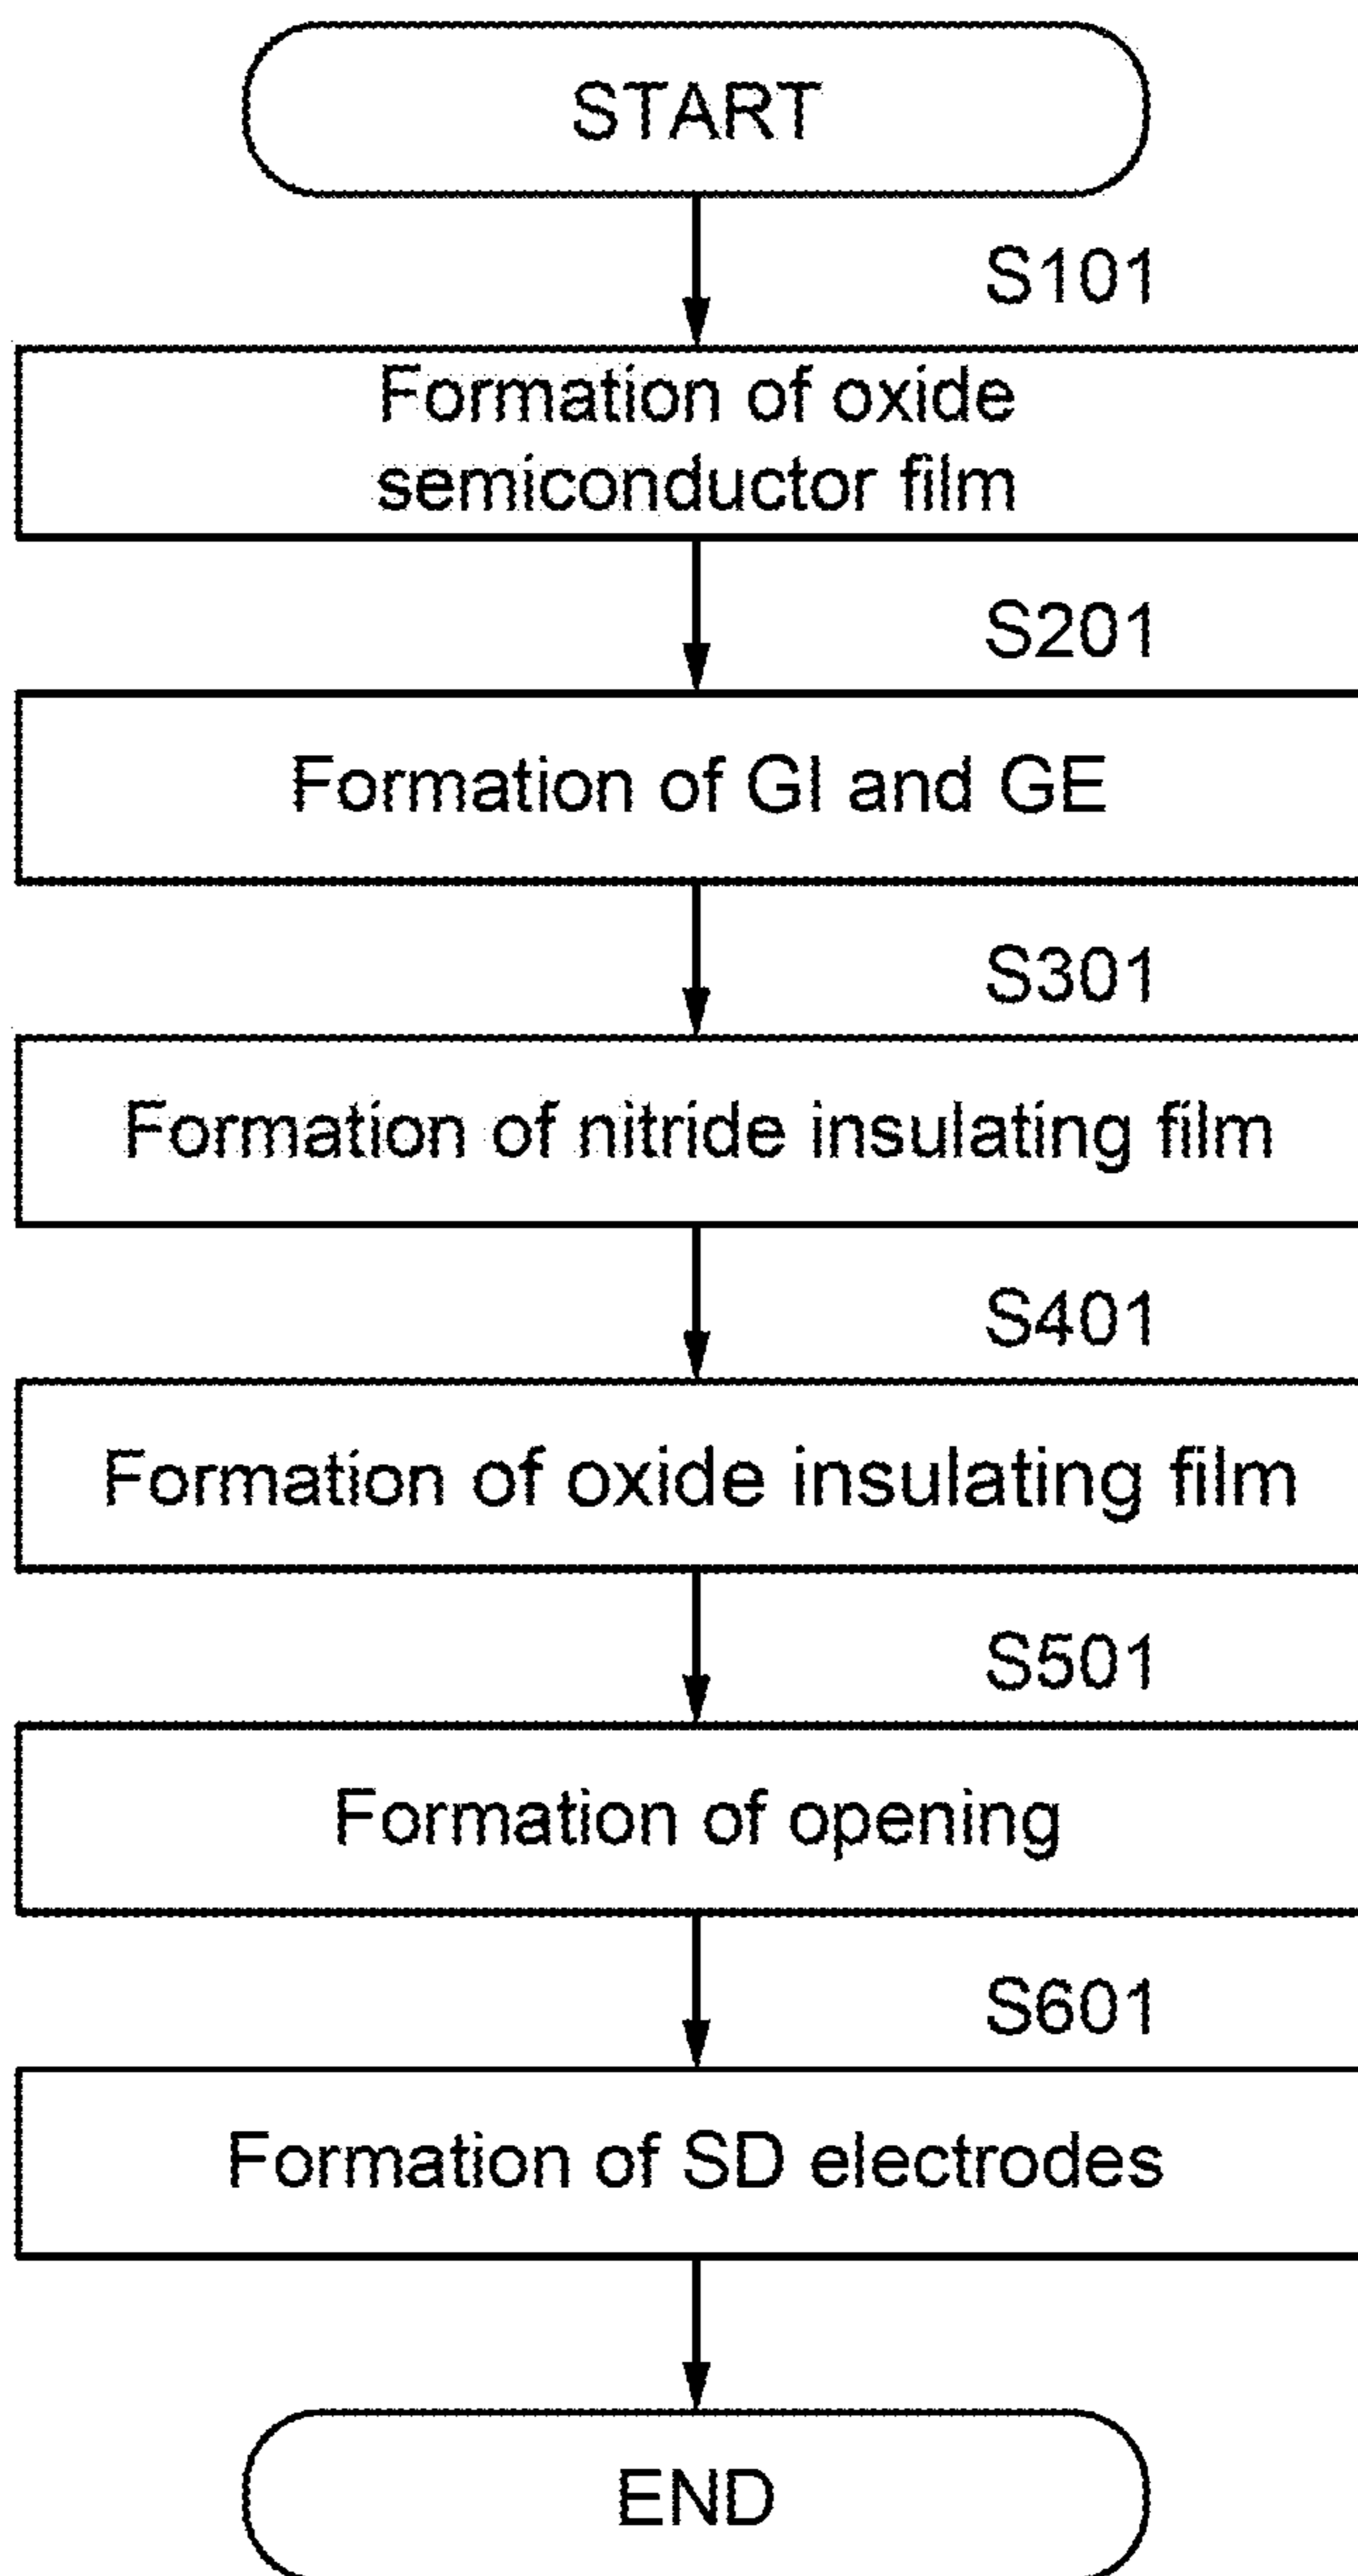 START
S101
Formation of oxide
semiconductor film
S201
Formation of GI and GE
S301
Formation of nitride insulating film
S401
Formation of oxide insulating film
S501
Formation of opening
S601
Formation of SD electrodes
END